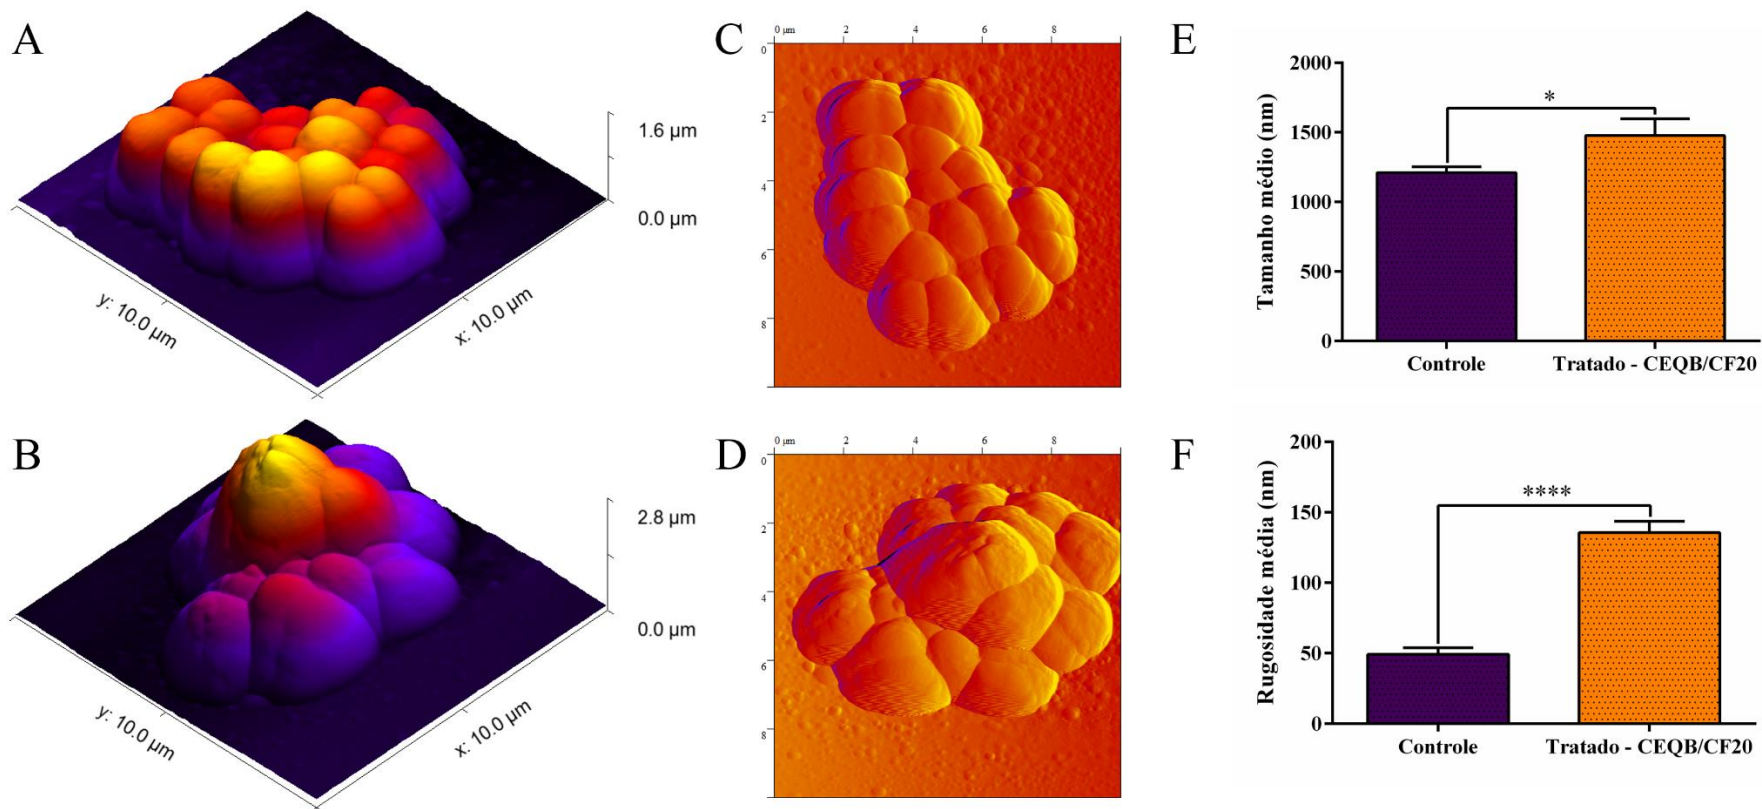 A
1.6 µm
0.0 µm
y: 10.0 µm
x: 10.0 µm
B
2.8 µm
0.0 µm
y: 10.0 µm
x: 10.0 µm
C
0 µm 2 4 6 8
0
2
4
6
8
D
0 µm 2 4 6 8
0
2
4
6
8
E
Tamanho médio (nm)
2000
1500
1000
500
0
*
Controle
Tratado - CEQB/CF20
F
Rugosidade média (nm)
200
150
100
50
0
****
Controle
Tratado - CEQB/CF20